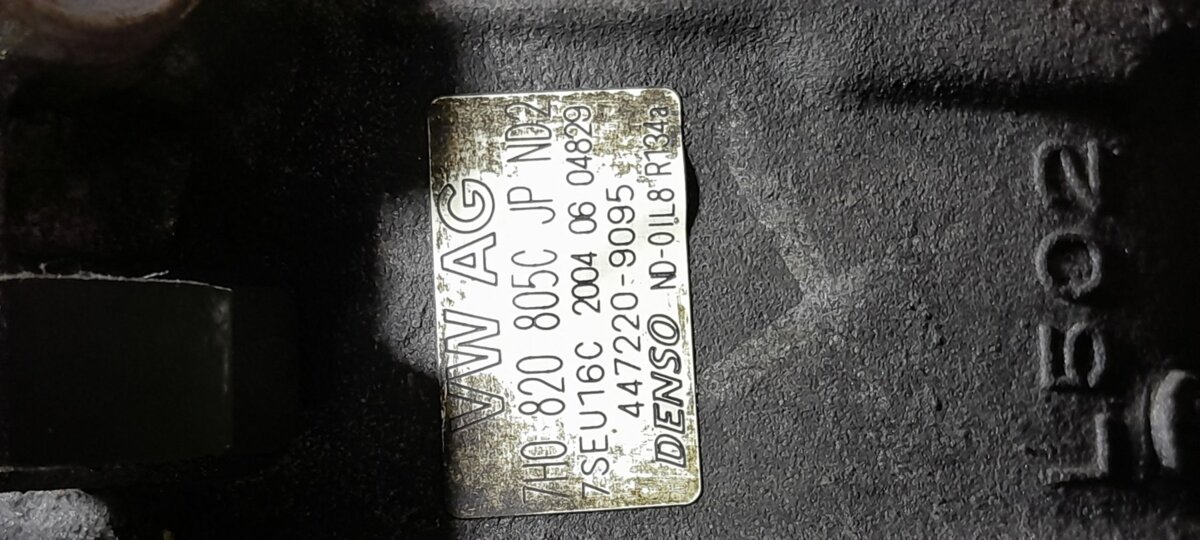 VW AG
7H0 820 805C JP ND2
7SEU16C 2004 06 04829
447220-9095
DENSO ND-OIL8 R134a
L502